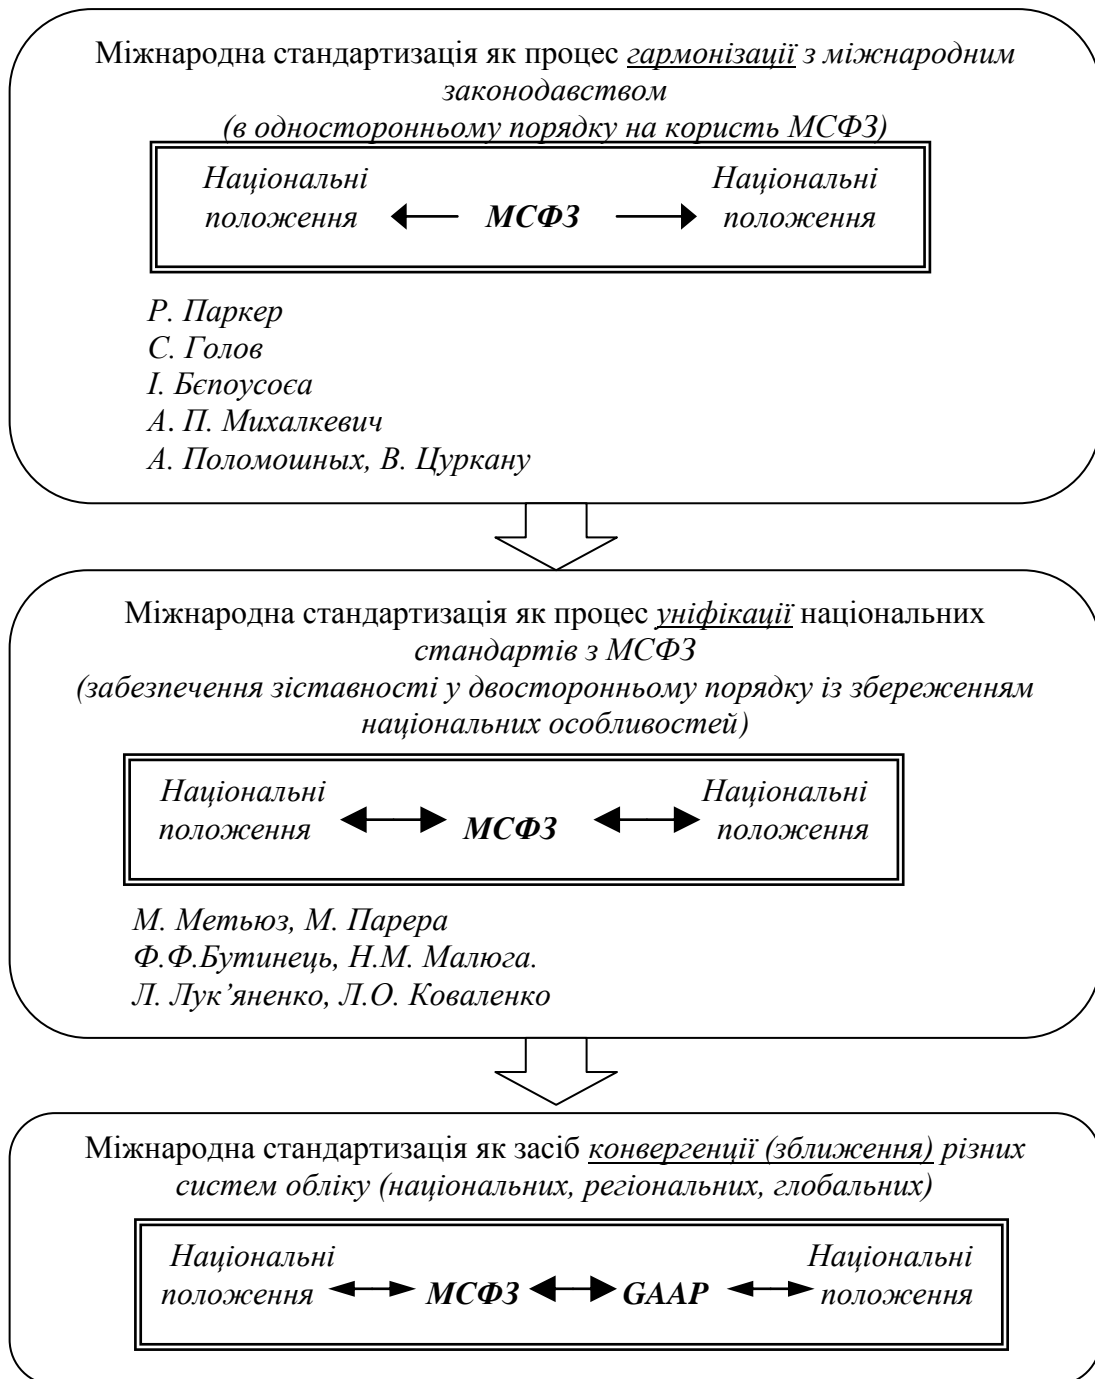 Міжнародна стандартизація як процес гармонізації з міжнародним
законодавством
(в односторонньому порядку на користь МСФЗ)
Національні Національні
положення МСФЗ положення
Р. Паркер
С. Голов
І. Бєпоусоєа
А. П. Михалкевич
А. Поломошных, В. Цуркану
Міжнародна стандартизація як процес уніфікації національних
стандартів з МСФЗ
(забезпечення зіставності у двосторонньому порядку із збереженням
національних особливостей)
Національні Національні
положення МСФЗ положення
М. Метьюз, М. Парера
Ф.Ф.Бутинець, Н.М. Малюга.
Л. Лук’яненко, Л.О. Коваленко
Міжнародна стандартизація як засіб конвергенції (зближення) різних
систем обліку (національних, регіональних, глобальних)
Національні Національні
положення МСФЗ GAAP положення